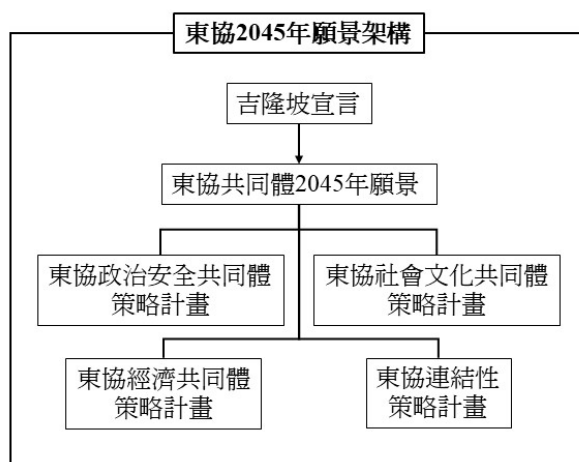 東協2045年願景架構
吉隆坡宣言
東協共同體2045年願景
東協政治安全共同體
策略計畫
東協社會文化共同體
策略計畫
東協經濟共同體
策略計畫
東協連結性
策略計畫